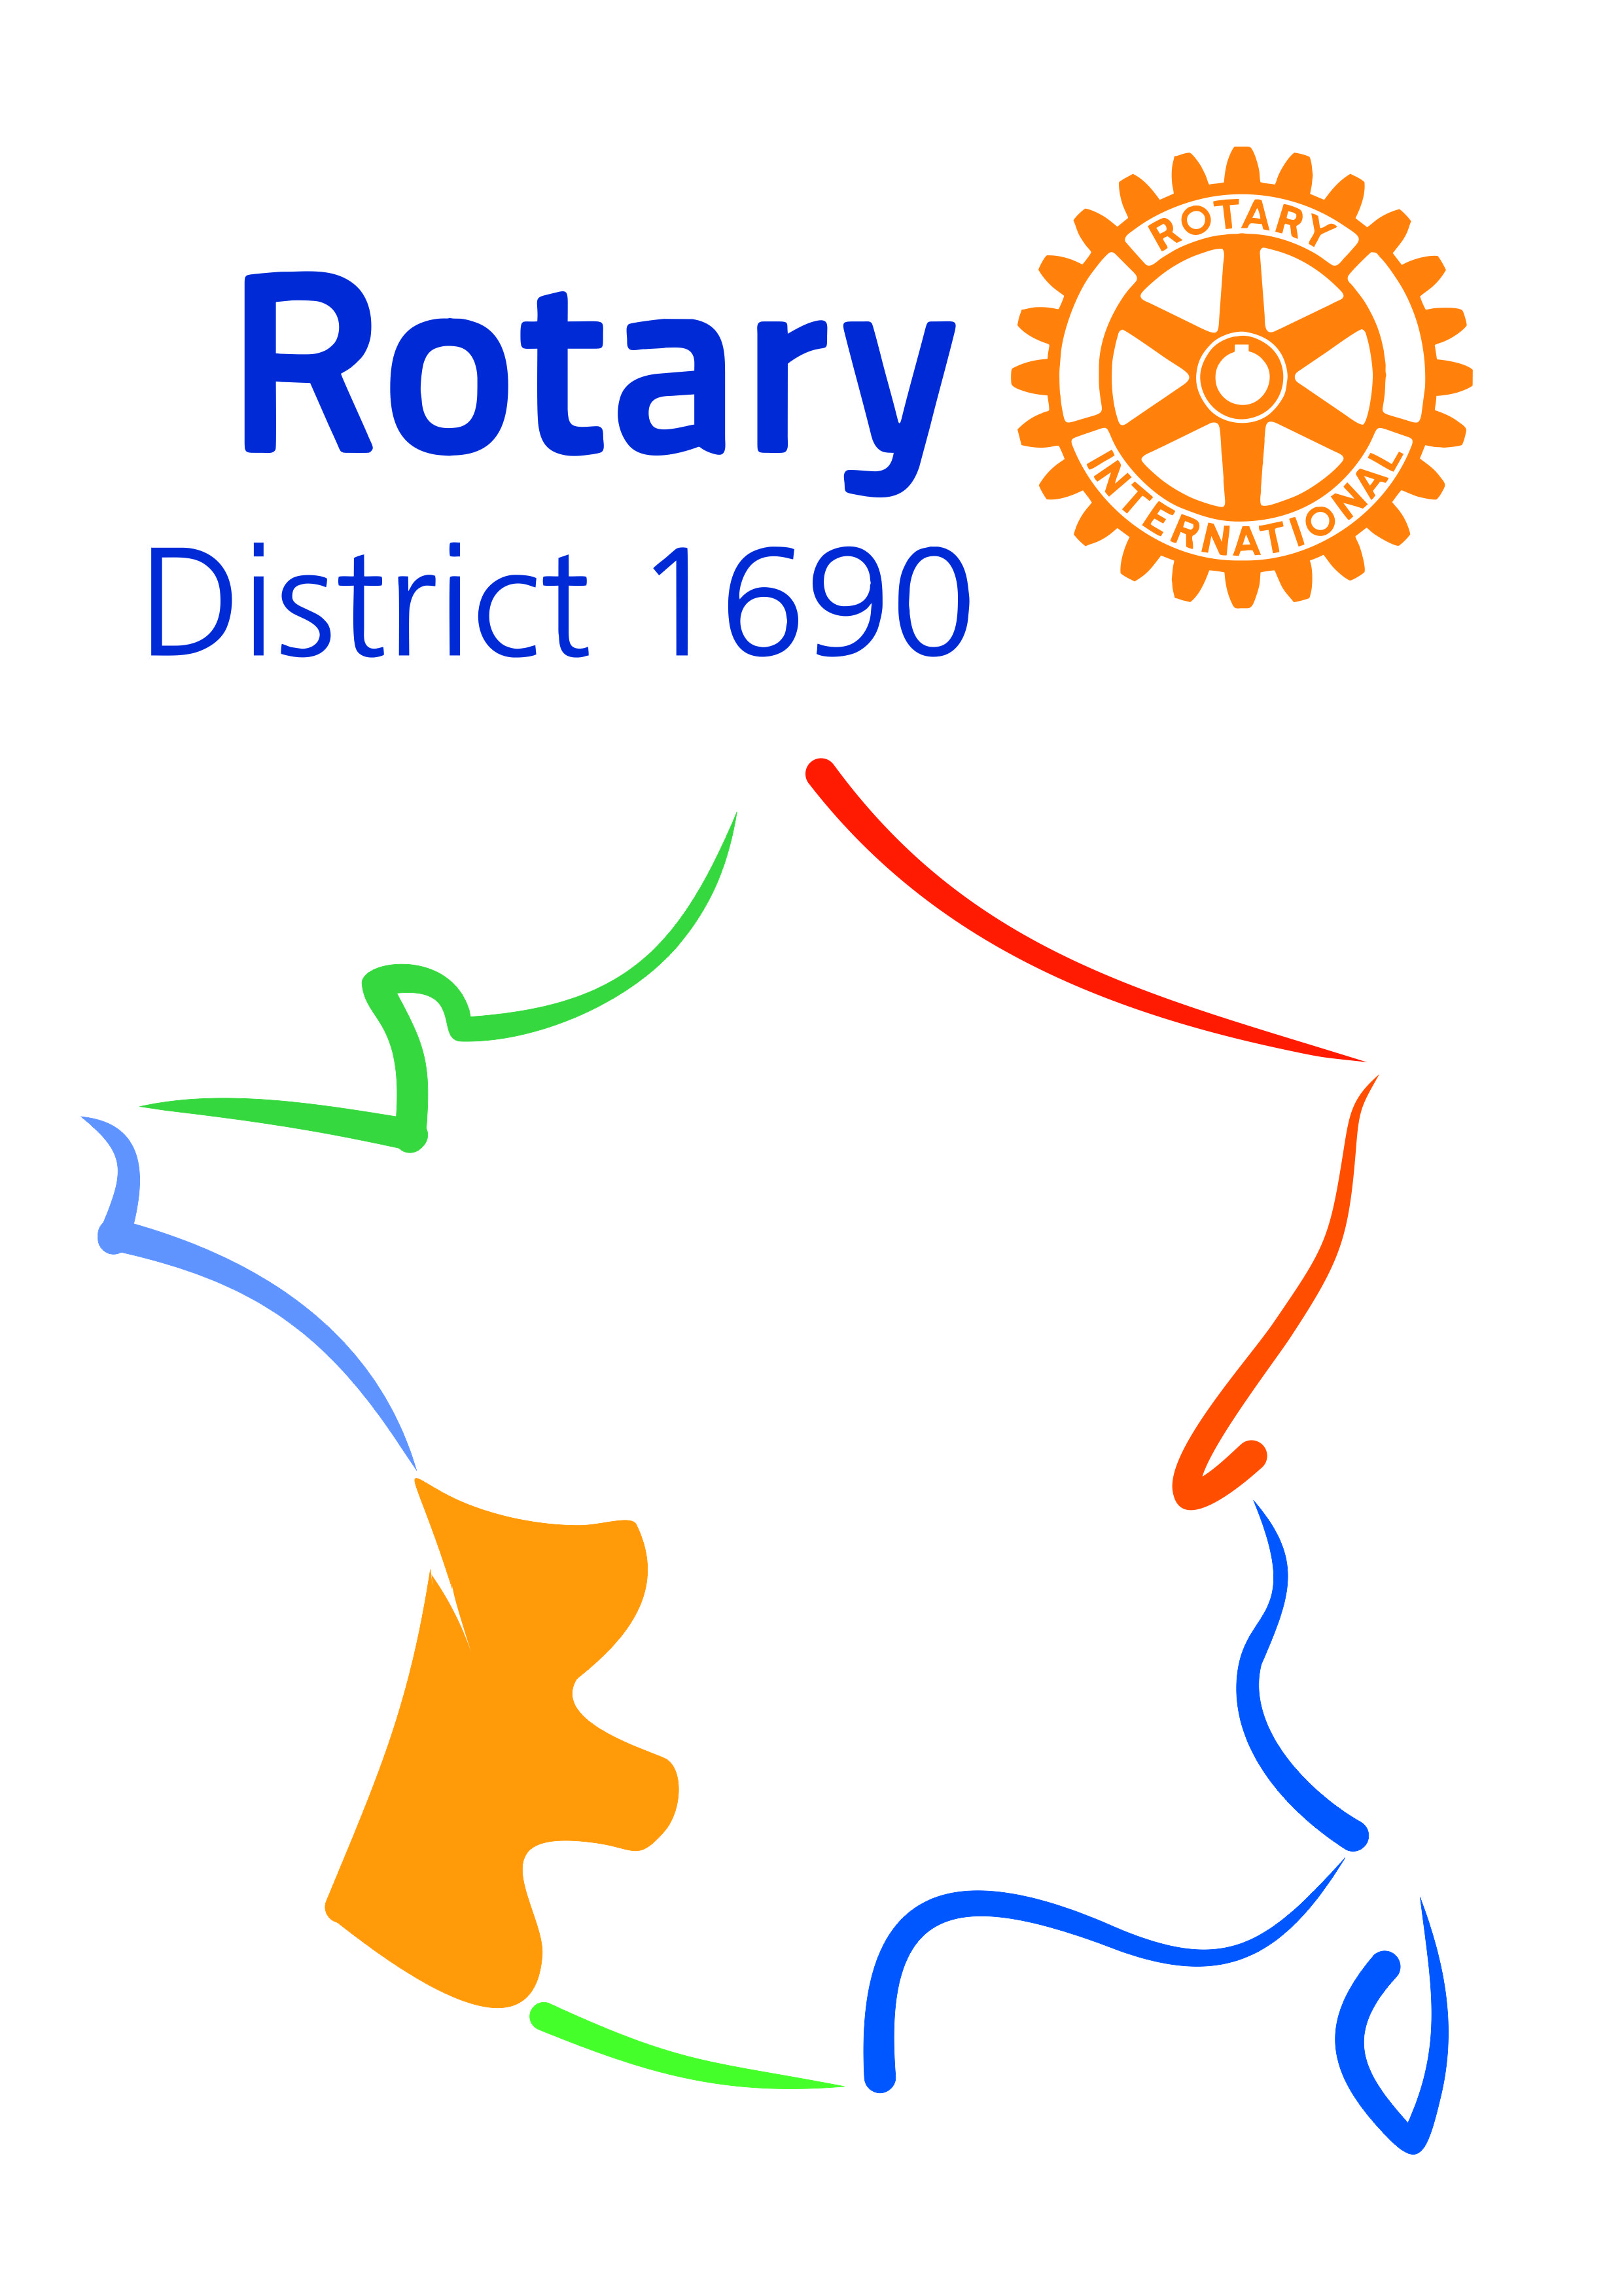 Rotary
District 1690
ROTARY
INTERNATIONAL